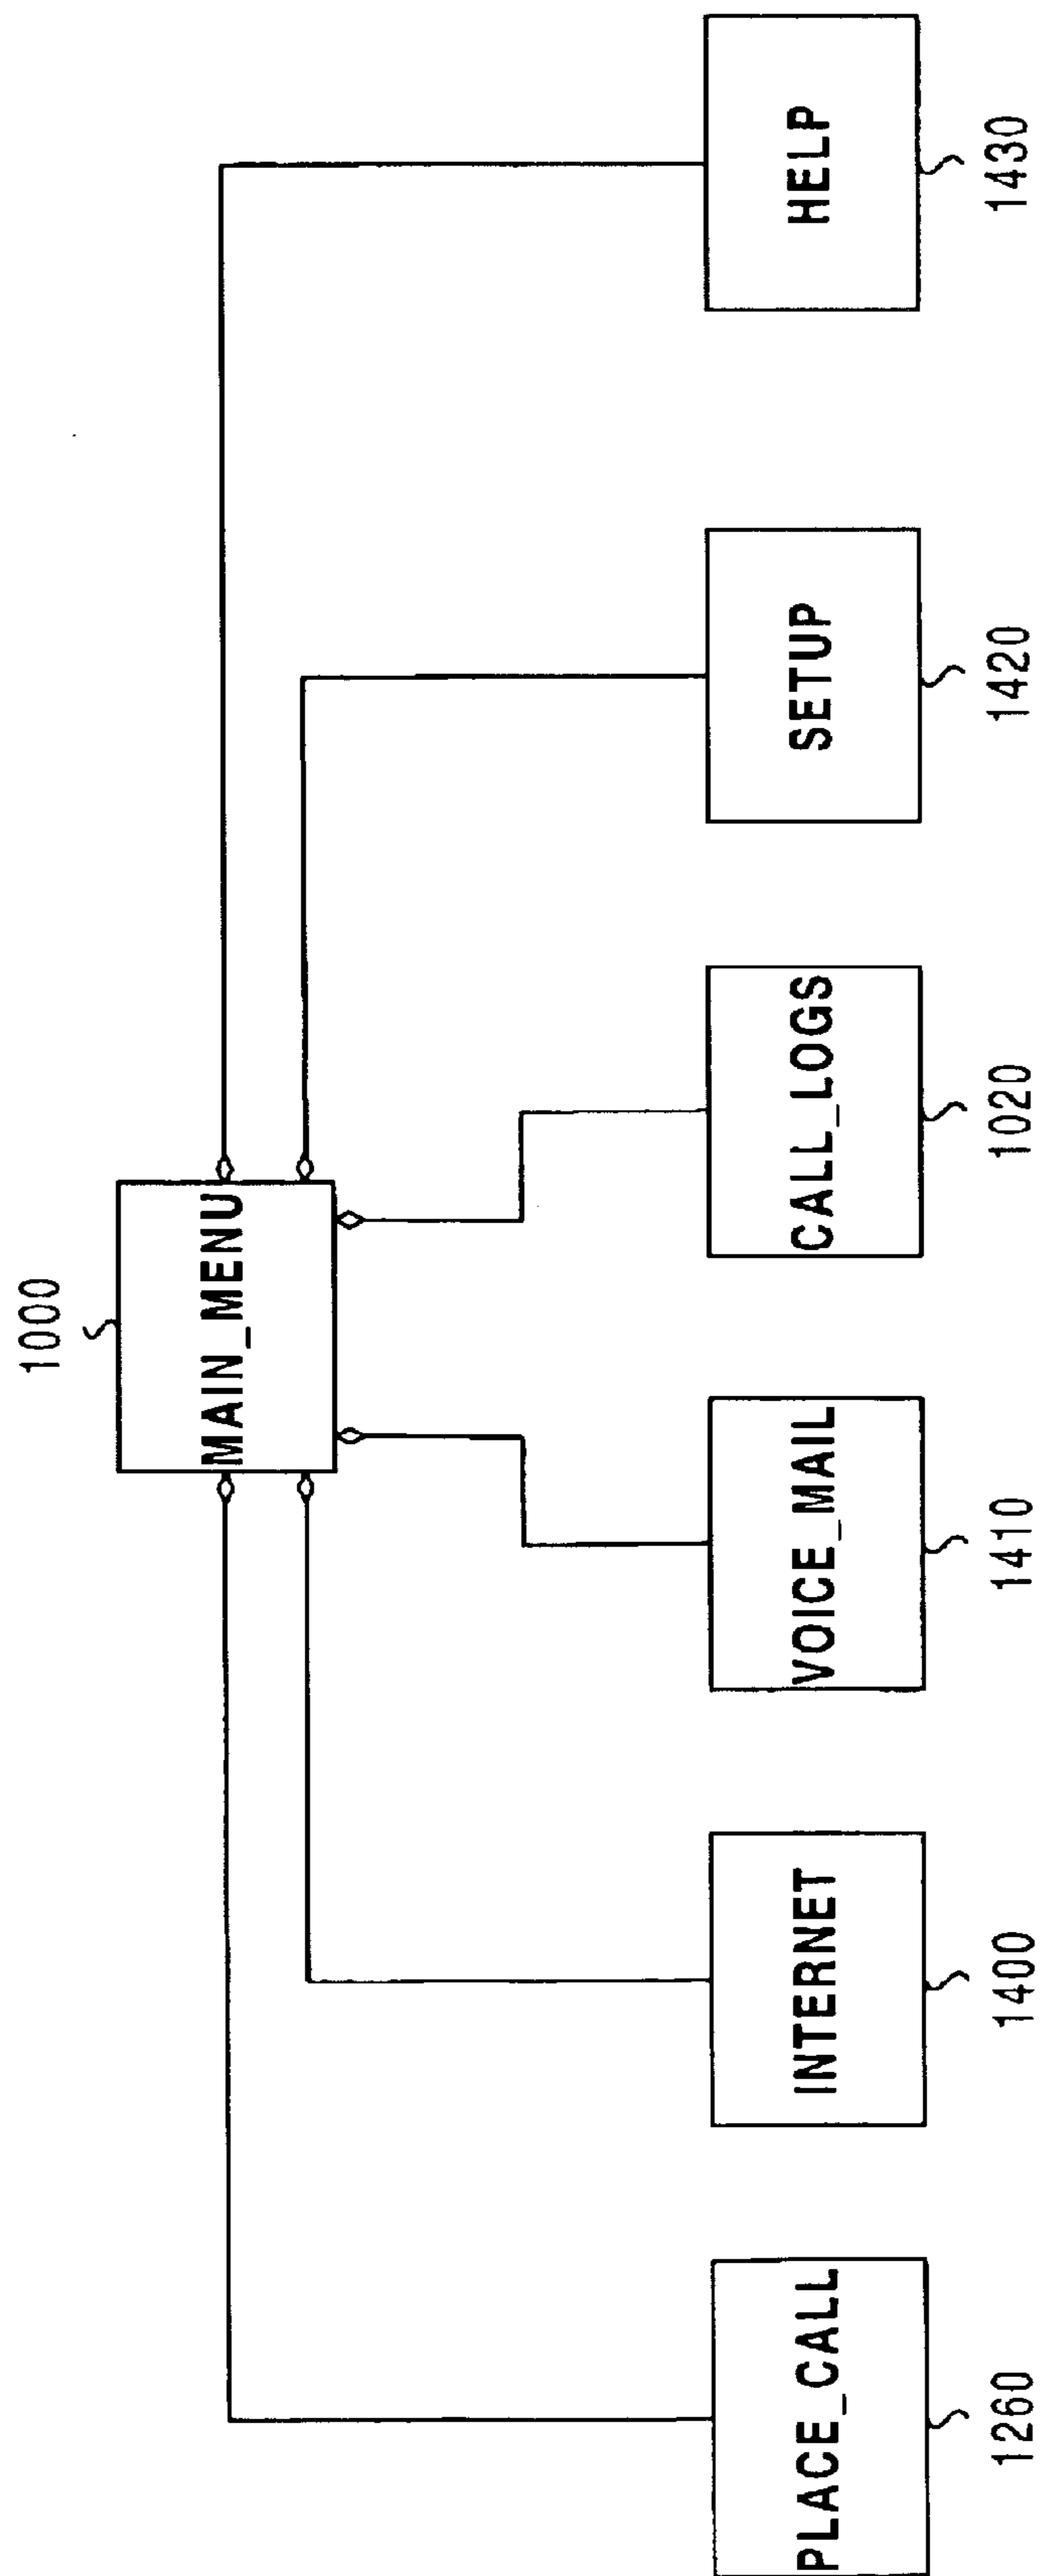 1000
MAIN_MENU
PLACE_CALL
INTERNET
VOICE_MAIL
CALL_LOGS
SETUP
HELP
1260
1400
1410
1020
1420
1430